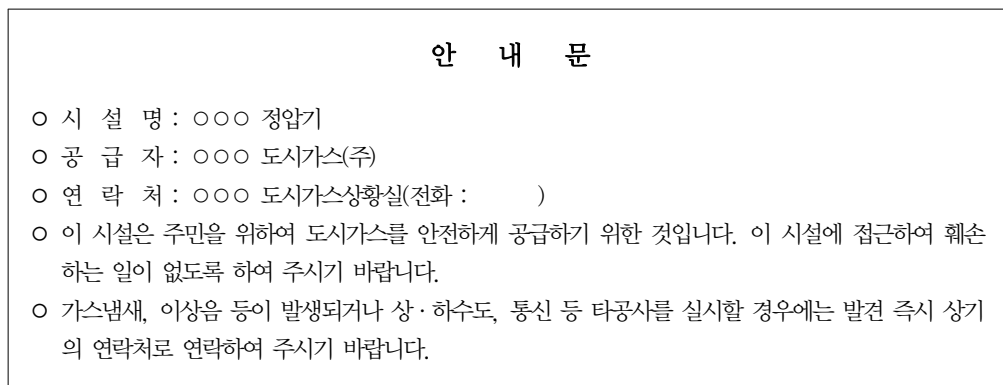 안 내 문
○ 시 설 명 : ○○○ 정압기
○ 공 급 자 : ○○○ 도시가스(주)
○ 연 락 처 : ○○○ 도시가스상황실(전화 :          )
○ 이 시설은 주민을 위하여 도시가스를 안전하게 공급하기 위한 것입니다. 이 시설에 접근하여 훼손
하는 일이 없도록 하여 주시기 바랍니다.
○ 가스냄새, 이상음 등이 발생되거나 상·하수도, 통신 등 타공사를 실시할 경우에는 발견 즉시 상기
의 연락처로 연락하여 주시기 바랍니다.